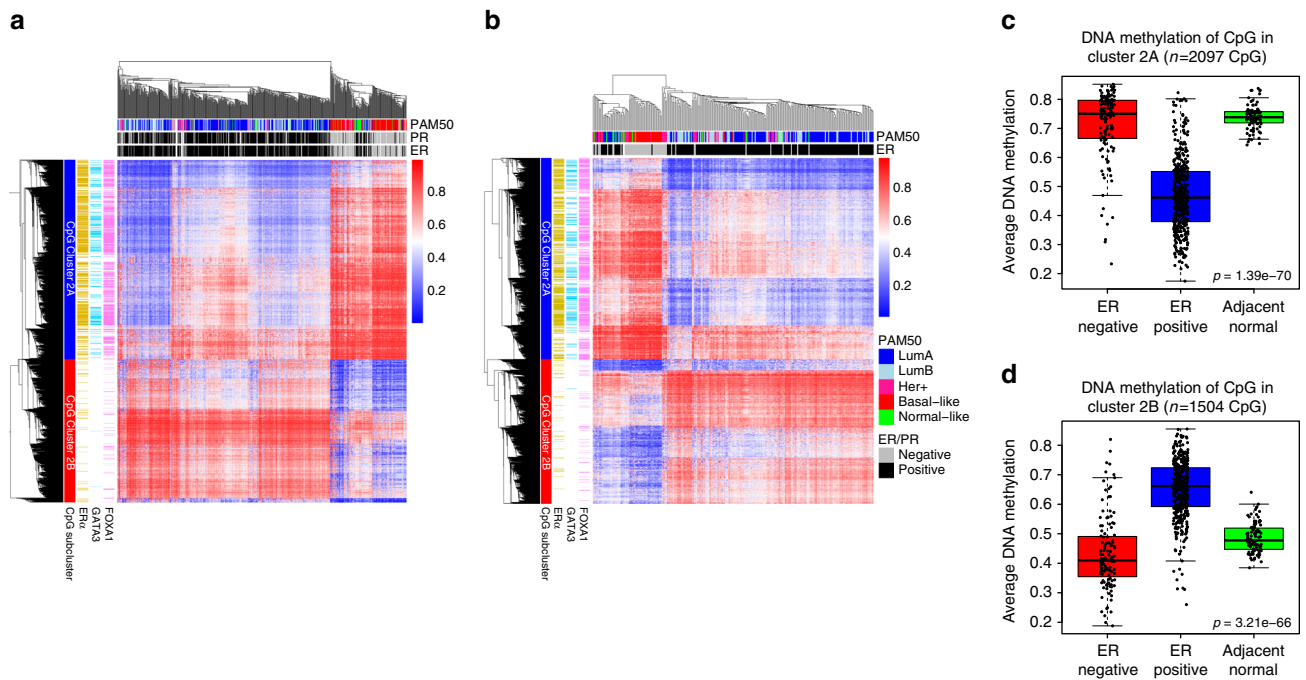 a
PAM50
PR
ER
0.8
0.6
0.4
0.2
CpG Cluster 2A
CpG Cluster 2B
CpG subcluster
ERα
GATA3
FOXA1
b
PAM50
ER
0.8
0.6
0.4
0.2
CpG Cluster 2A
CpG Cluster 2B
CpG subcluster
ERα
GATA3
FOXA1
PAM50
LumA
LumB
Her+
Basal-like
Normal-like
ER/PR
Negative
Positive
c
DNA methylation of CpG in
cluster 2A (n=2097 CpG)
Average DNA methylation
0.8
0.7
0.6
0.5
0.4
0.3
0.2
p = 1.39e-70
ER
negative
ER
positive
Adjacent
normal
d
DNA methylation of CpG in
cluster 2B (n=1504 CpG)
Average DNA methylation
0.8
0.7
0.6
0.5
0.4
0.3
0.2
p = 3.21e-66
ER
negative
ER
positive
Adjacent
normal